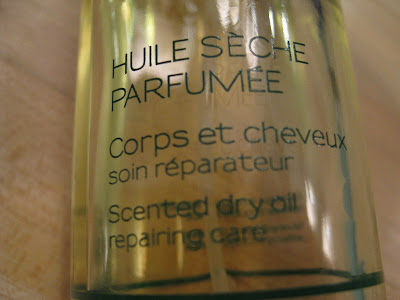 HUILE SÈCHE
PARFUMÉE
Corps et cheveux
soin réparateur
Scented dry oil
repairing care